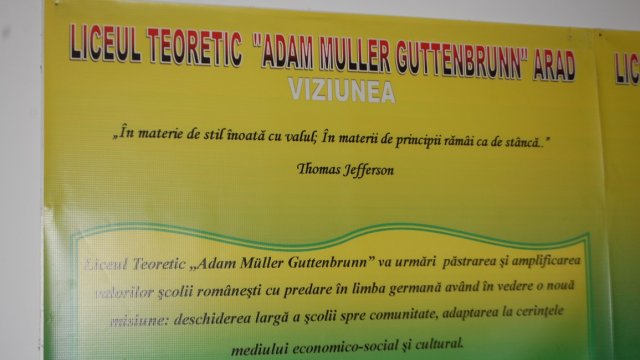 LICEUL TEORETIC "ADAM MULLER GUTTENBRUNN" ARAD
VIZIUNEA
„În materie de stil înoată cu valul; În materii de principii rămâi ca de stâncă.."
Thomas Jefferson
Liceul Teoretic „Adam Müller Guttenbrunn” va urmări păstrarea şi amplificarea
valorilor şcolii româneşti cu predare în limba germană având în vedere o nouă
misiune: deschiderea largă a şcolii spre comunitate, adaptarea la cerinţele
mediului economico-social şi cultural.
LIC